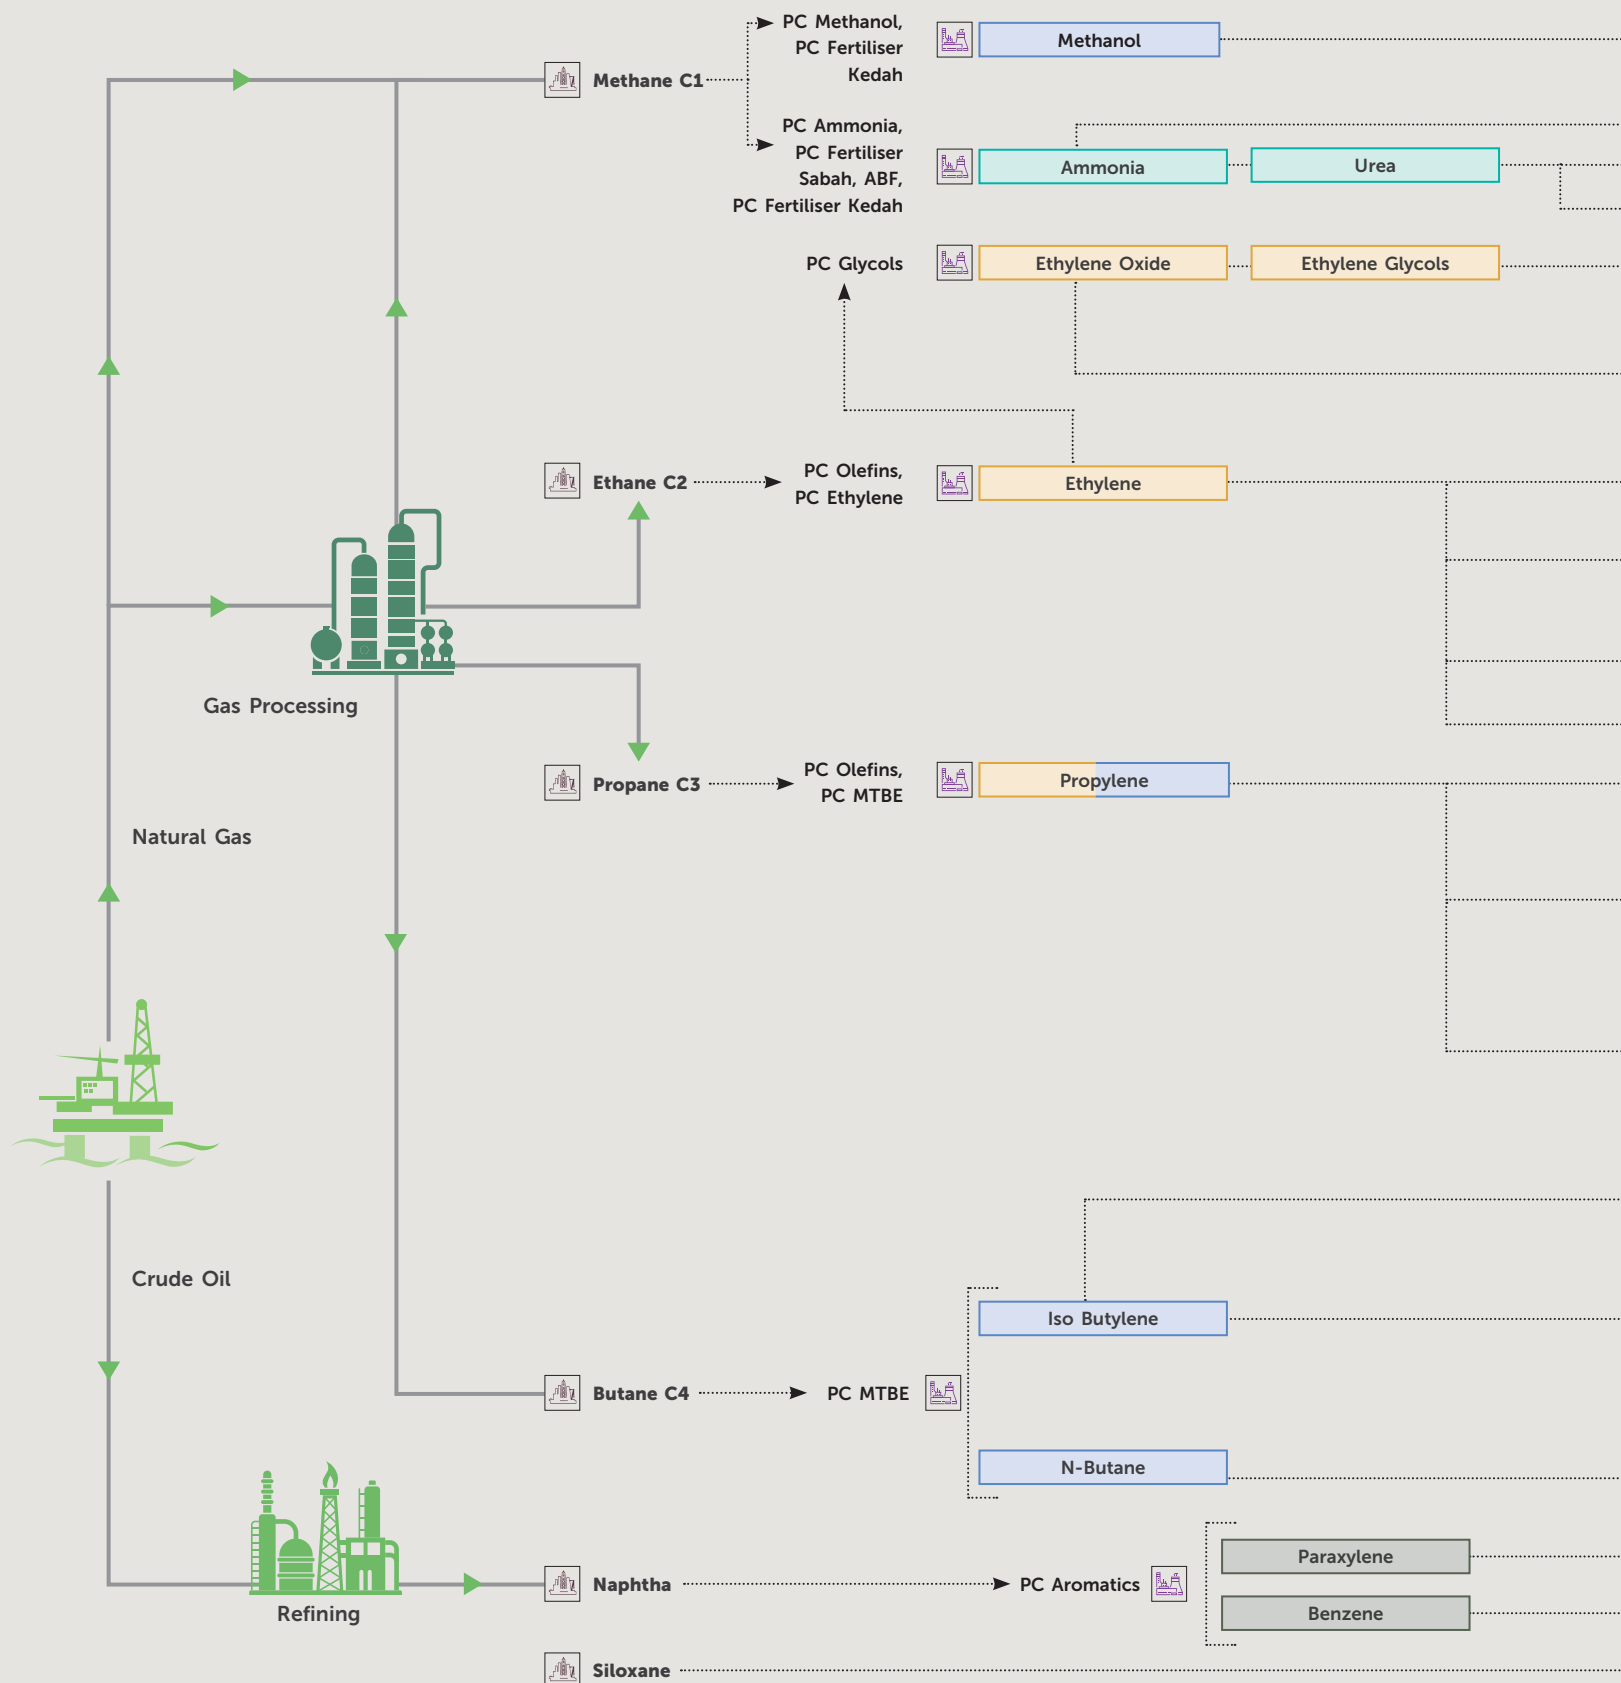 PC Methanol,
PC Fertiliser
Kedah
Methanol
Methane C1
PC Ammonia,
PC Fertiliser
Sabah, ABF,
PC Fertiliser Kedah
Ammonia
Urea
PC Glycols
Ethylene Oxide
Ethylene Glycols
Ethane C2
PC Olefins,
PC Ethylene
Ethylene
Gas Processing
Propane C3
PC Olefins,
PC MTBE
Propylene
Natural Gas
Crude Oil
Iso Butylene
Butane C4
PC MTBE
N-Butane
Paraxylene
Naphtha
PC Aromatics
Benzene
Refining
Siloxane